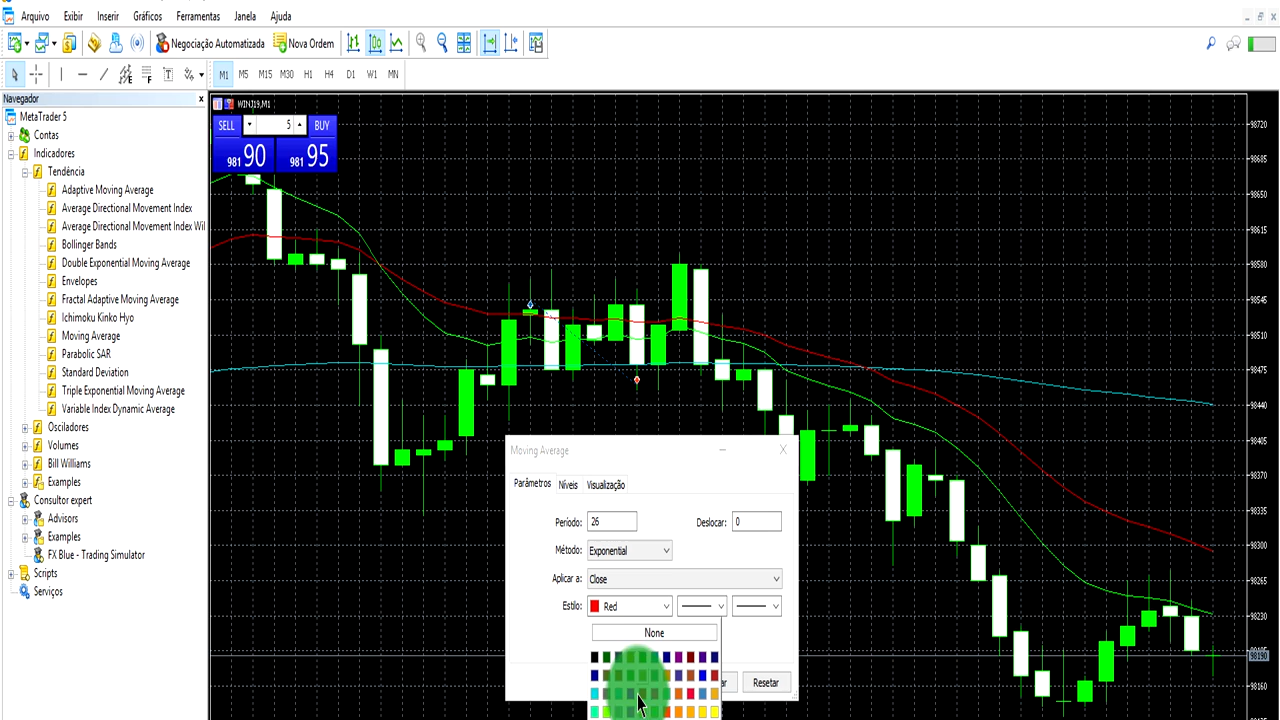 Arquivo Exibir Inserir Gráficos Ferramentas Janela Ajuda
Negociação Automatizada Nova Ordem
M1 M5 M15 M30 H1 H4 D1 W1 MN
Navegador
MetaTrader 5
Contas
Indicadores
Tendência
Adaptive Moving Average
Average Directional Movement Index
Average Directional Movement Index Wil
Bollinger Bands
Double Exponential Moving Average
Envelopes
Fractal Adaptive Moving Average
Ichimoku Kinko Hyo
Moving Average
Parabolic SAR
Standard Deviation
Triple Exponential Moving Average
Variable Index Dynamic Average
Osciladores
Volumes
Bill Williams
Examples
Consultor expert
Advisors
Examples
FX Blue - Trading Simulator
Scripts
Serviços
WINJ19,M1
SELL 5 BUY
98190 98195
98720
98685
98650
98615
98580
98545
98510
98475
98440
98405
98370
98335
98300
98265
98230
98190
98160
Moving Average
Parâmetros Níveis Visualização
Período: 26 Deslocar: 0
Método: Exponential
Aplicar a: Close
Estilo: Red
None
ar Resetar